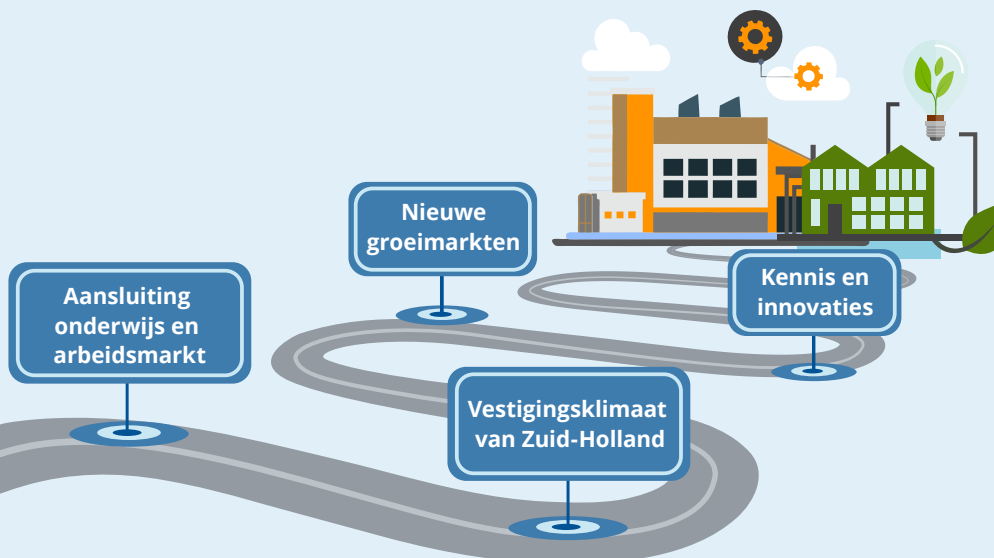 Nieuwe
groeimarkten
Kennis en
innovaties
Aansluiting
onderwijs en
arbeidsmarkt
Vestigingsklimaat
van Zuid-Holland